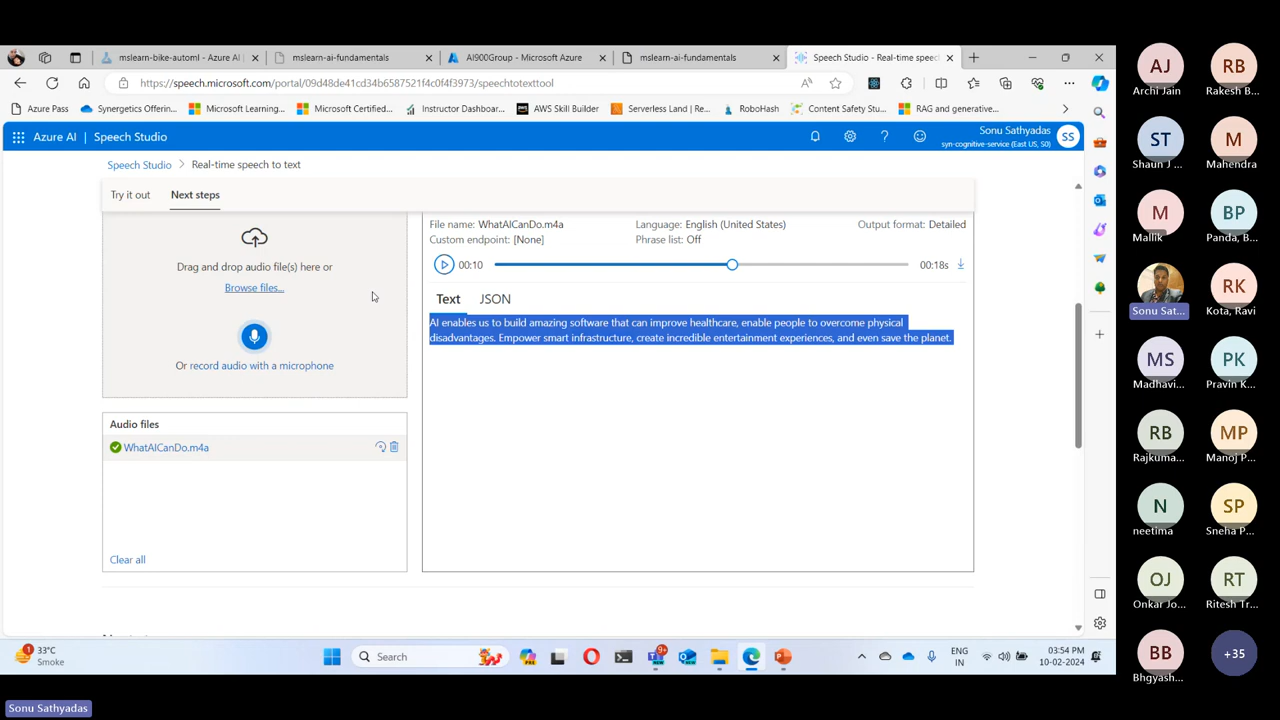 mslearn-bike-automl - Azure AI |
mslearn-ai-fundamentals
AI900Group - Microsoft Azure
mslearn-ai-fundamentals
Speech Studio - Real-time speech
https://speech.microsoft.com/portal/09d48de41cd34b6587521f4c0f4f3973/speechtotexttool
Azure Pass
Synergetics Offering...
Microsoft Learning...
Microsoft Certified...
Instructor Dashboar...
AWS Skill Builder
Serverless Land | Re...
RoboHash
Content Safety Stu...
RAG and generative...
Azure AI | Speech Studio
Sonu Sathyadas
syn-cognitive-service (East US, S0)
SS
Speech Studio > Real-time speech to text
Try it out
Next steps
Drag and drop audio file(s) here or
Browse files...
Or record audio with a microphone
Audio files
WhatAICanDo.m4a
Clear all
File name: WhatAICanDo.m4a
Language: English (United States)
Output format: Detailed
Custom endpoint: [None]
Phrase list: Off
00:10
00:18s
Text
JSON
AI enables us to build amazing software that can improve healthcare, enable people to overcome physical
disadvantages. Empower smart infrastructure, create incredible entertainment experiences, and even save the planet.
1
33°C
Smoke
Search
PRE
NEW
9+
NEW
ENG
IN
03:54 PM
10-02-2024
AJ
Archi Jain
RB
Rakesh B...
ST
Shaun J ...
M
Mahendra
M
Mallik
BP
Panda, B...
Sonu Sat...
RK
Kota, Ravi
MS
Madhavi...
PK
Pravin K...
RB
Rajkuma...
MP
Manoj P...
N
neetima
SP
Sneha P...
OJ
Onkar Jo...
RT
Ritesh Tr...
BB
Bhgyash...
+35
Sonu Sathyadas